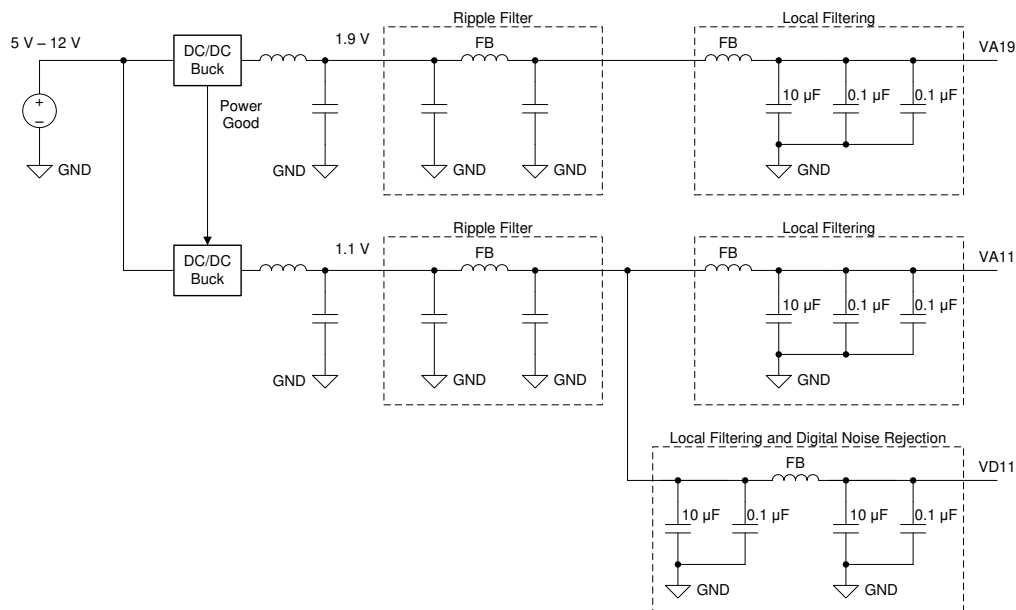 Ripple Filter
Local Filtering
5 V – 12 V
1.9 V
FB
FB
VA19
DC/DC
Buck
+
–
Power
Good
10 µF
0.1 µF
0.1 µF
GND
GND
GND
GND
Ripple Filter
Local Filtering
1.1 V
FB
FB
VA11
DC/DC
Buck
10 µF
0.1 µF
0.1 µF
GND
GND
GND
Local Filtering and Digital Noise Rejection
FB
VD11
10 µF
0.1 µF
10 µF
0.1 µF
GND
GND